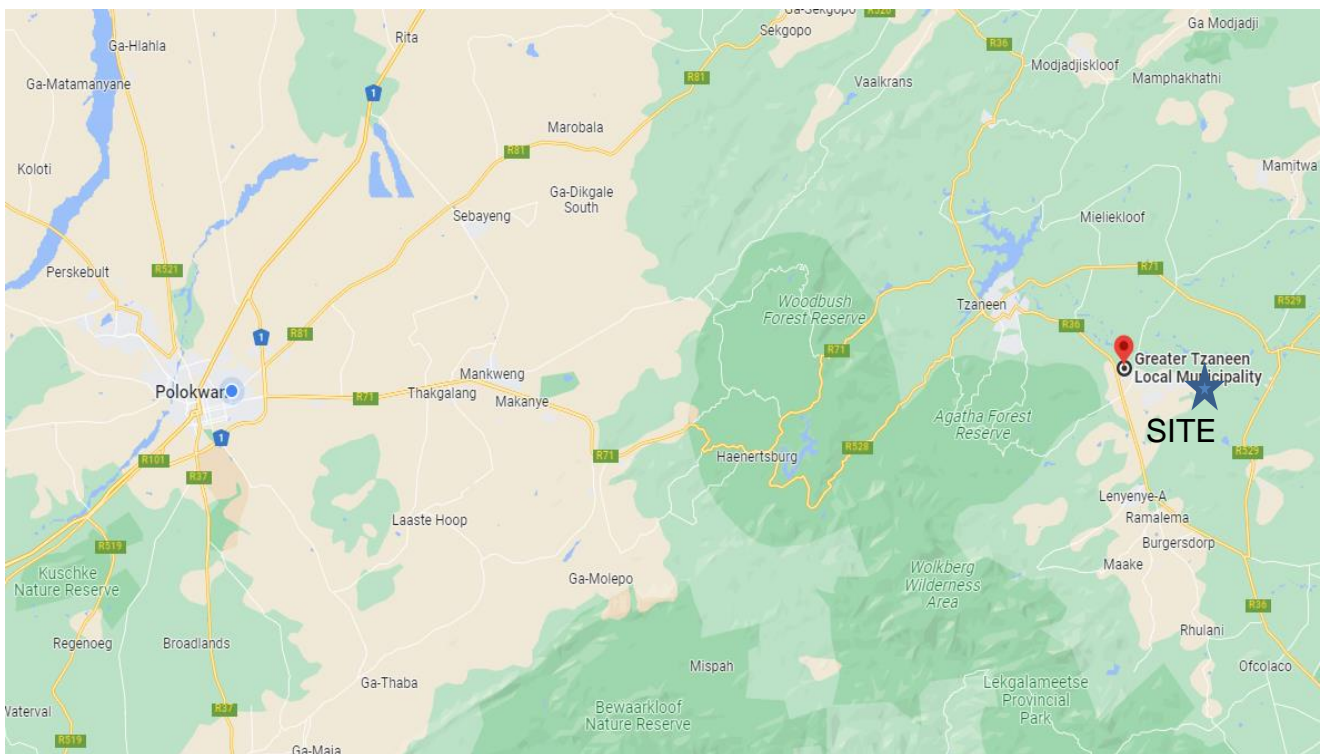 Ga-Sekgopo
R526
Rita
Sekgopo
Ga Modjadji
Ga-Hlahla
R36
Modjadjiskloof
Mamphakhathi
Ga-Matamanyane
R81
Vaalkrans
1
Marobala
R81
Koloti
Mamitwa
Ga-Dikgale
South
Sebayeng
Mieliekloof
Perskebult
R521
R71
Woodbush
Forest Reserve
Tzaneen
R529
R36
1
R81
R71
Greater Tzaneen
Local Municipality
Mankweng
Polokwan
R71
Thakgalang
Makanye
Agatha Forest
Reserve
SITE
1
R101
R71
Haenertsburg
R528
R529
R37
Lenyenye-A
Ramalema
Laaste Hoop
Burgersdorp
R519
Maake
Kuschke
Nature Reserve
Ga-Molepo
Wolkberg
Wilderness
Area
R36
Rhulani
Regenoeg
Broadlands
Mispah
Ofcolaco
Ga-Thaba
Lekgalameetse
Provincial
Park
Waterval
R37
Bewaarkloof
Nature Reserve
R519
Ga-Maja